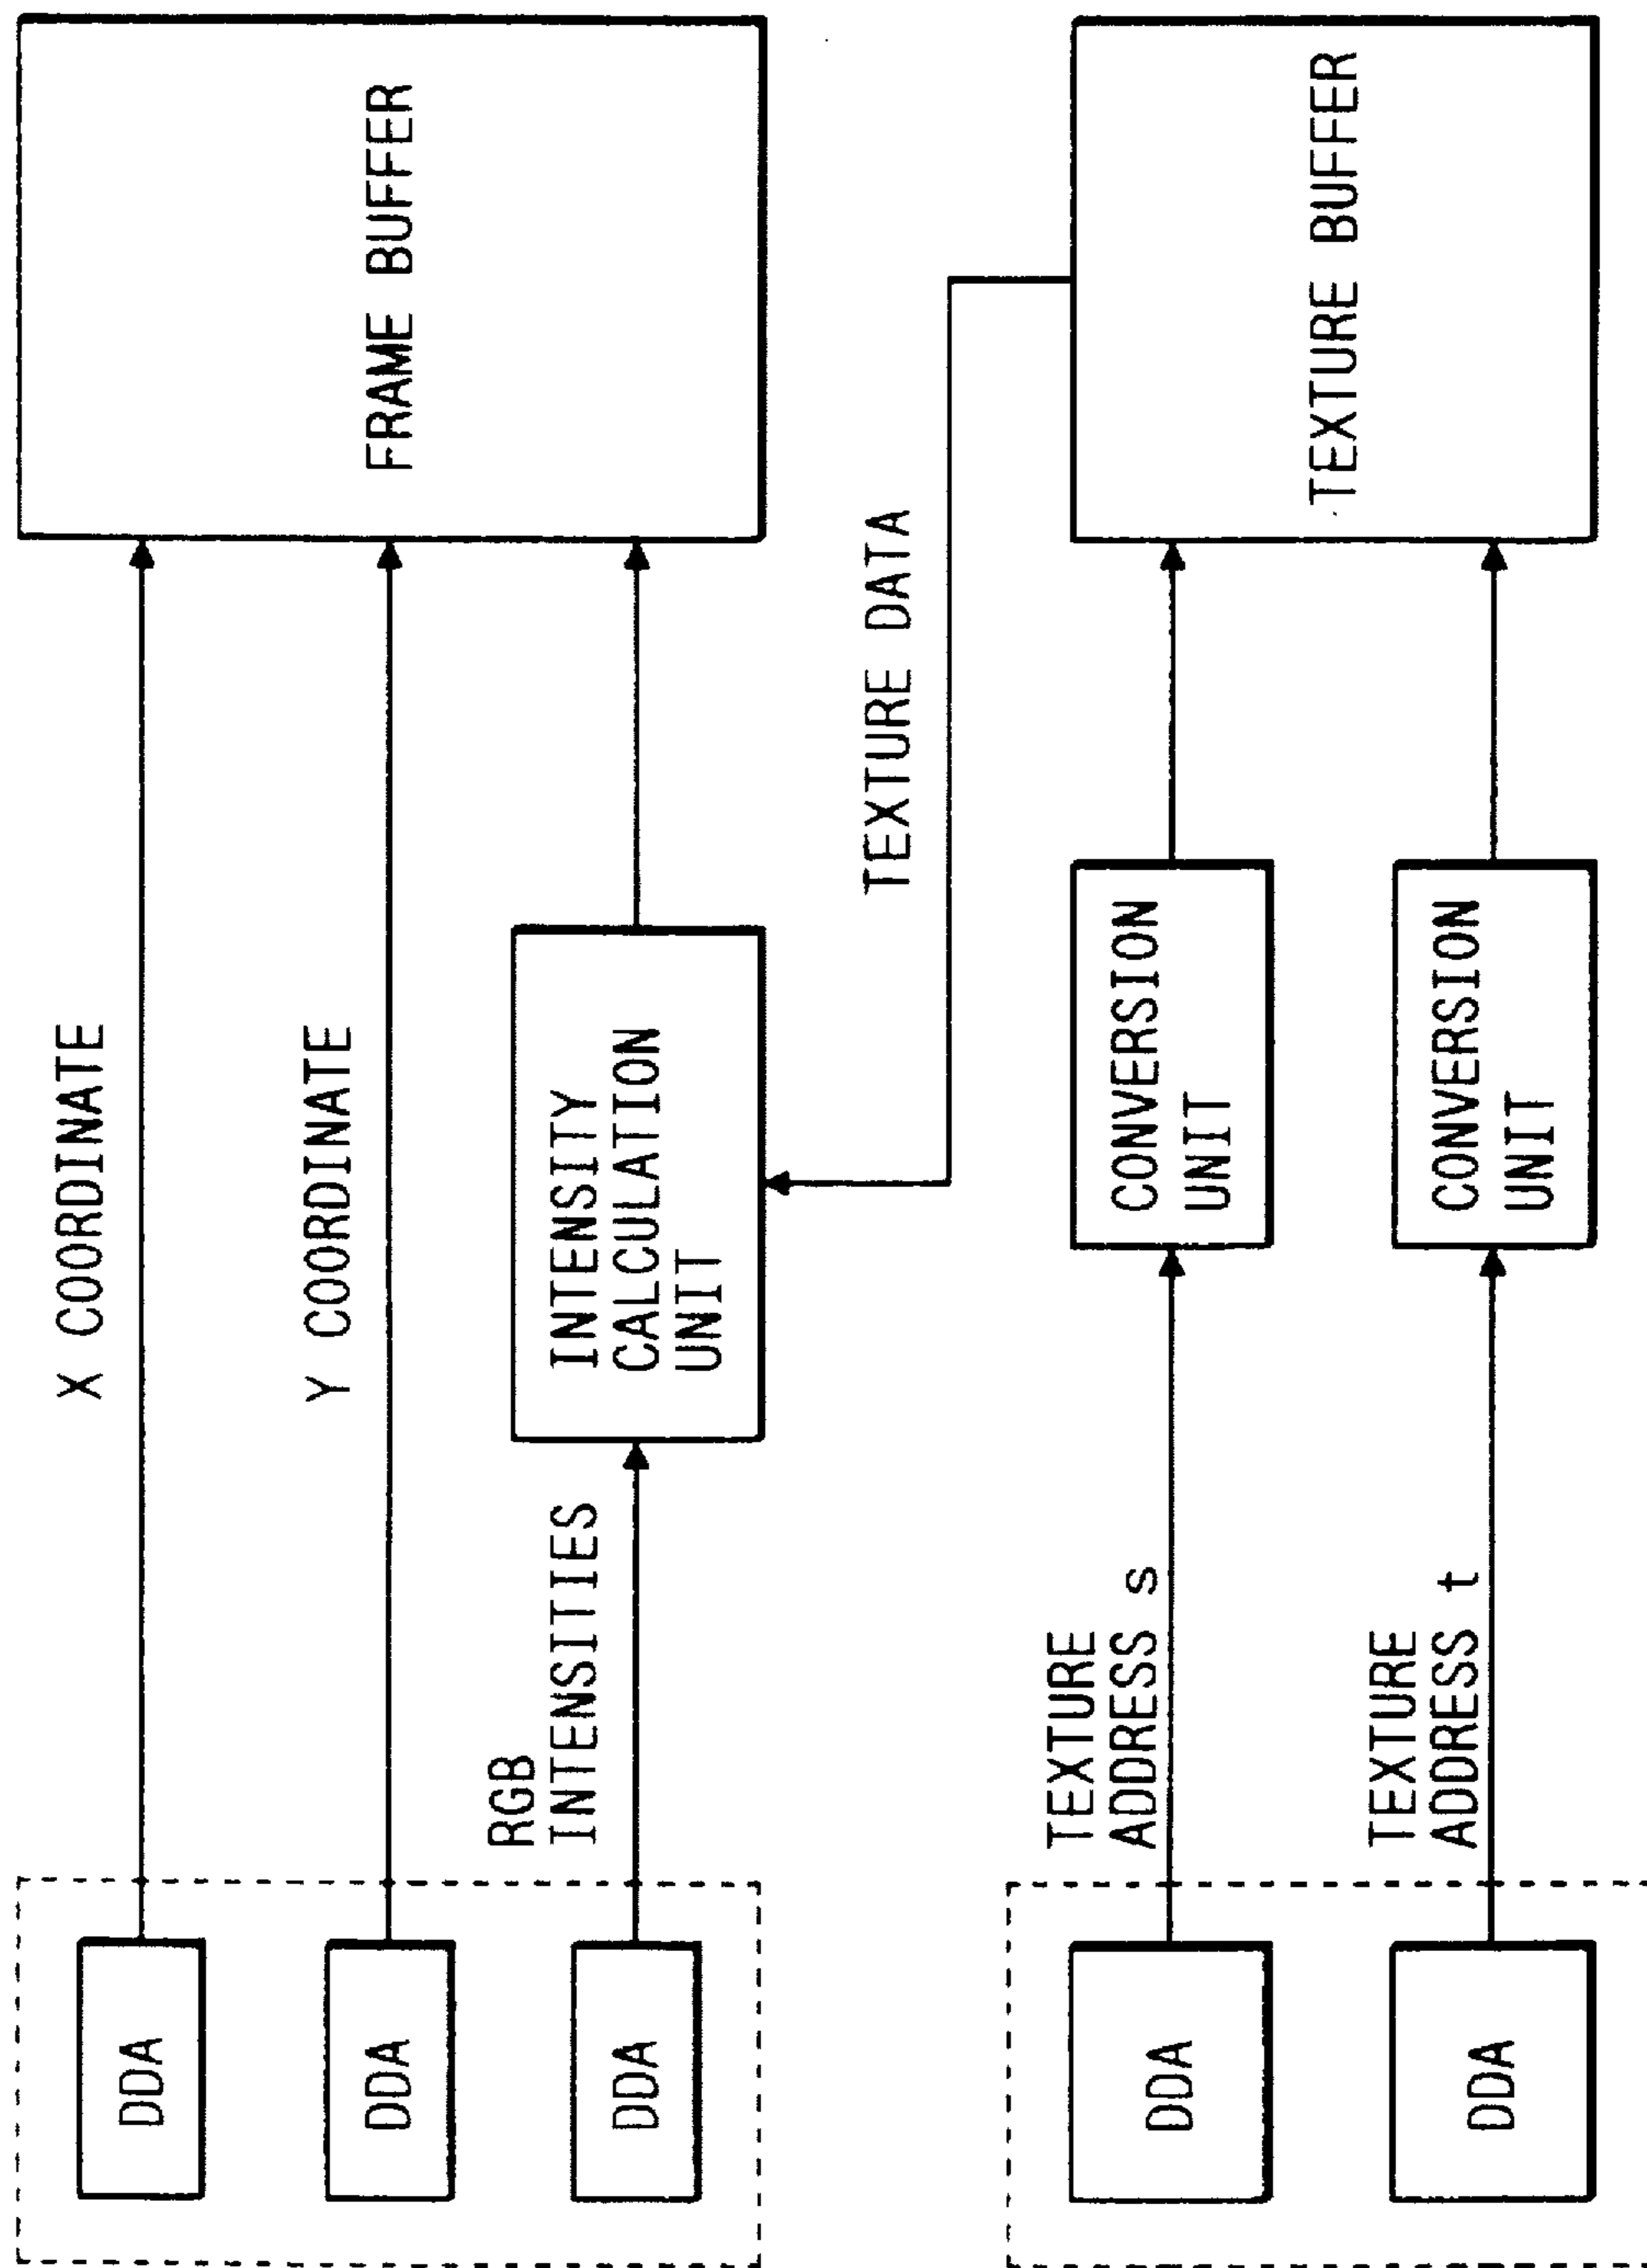 DDA
X COORDINATE
DDA
Y COORDINATE
FRAME BUFFER
DDA
RGB
INTENSITIES
INTENSITY
CALCULATION
UNIT
TEXTURE DATA
DDA
TEXTURE
ADDRESS s
CONVERSION
UNIT
TEXTURE BUFFER
DDA
TEXTURE
ADDRESS t
CONVERSION
UNIT